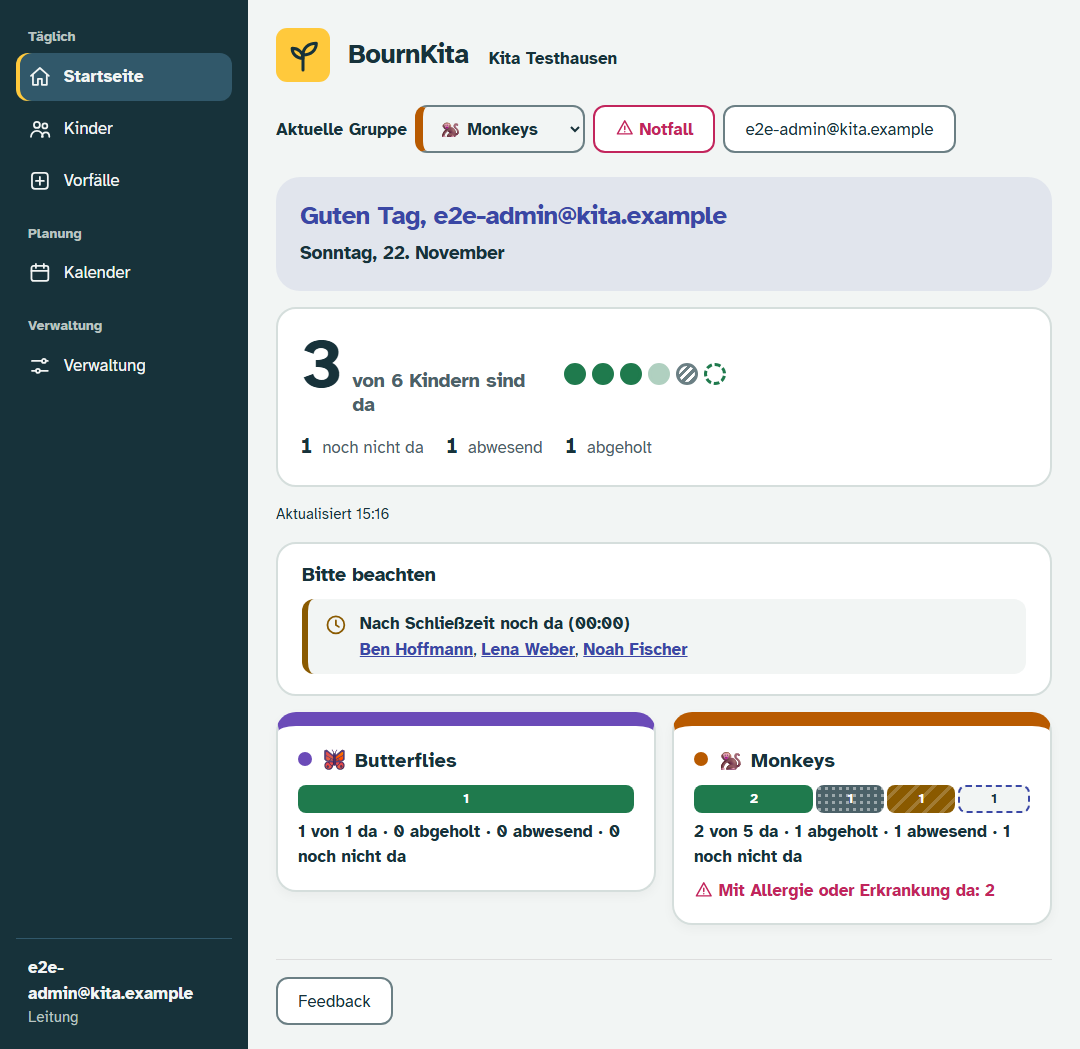 Täglich
Startseite
Kinder
Vorfälle
Planung
Kalender
Verwaltung
Verwaltung
e2e-
admin@kita.example
Leitung
BournKita Kita Testhausen
Aktuelle Gruppe Monkeys Notfall e2e-admin@kita.example
Guten Tag, e2e-admin@kita.example
Sonntag, 22. November
3 von 6 Kindern sind
da
1 noch nicht da 1 abwesend 1 abgeholt
Aktualisiert 15:16
Bitte beachten
Nach Schließzeit noch da (00:00)
Ben Hoffmann, Lena Weber, Noah Fischer
Butterflies
1
1 von 1 da · 0 abgeholt · 0 abwesend · 0
noch nicht da
Monkeys
2 1 1 1
2 von 5 da · 1 abgeholt · 1 abwesend · 1
noch nicht da
Mit Allergie oder Erkrankung da: 2
Feedback